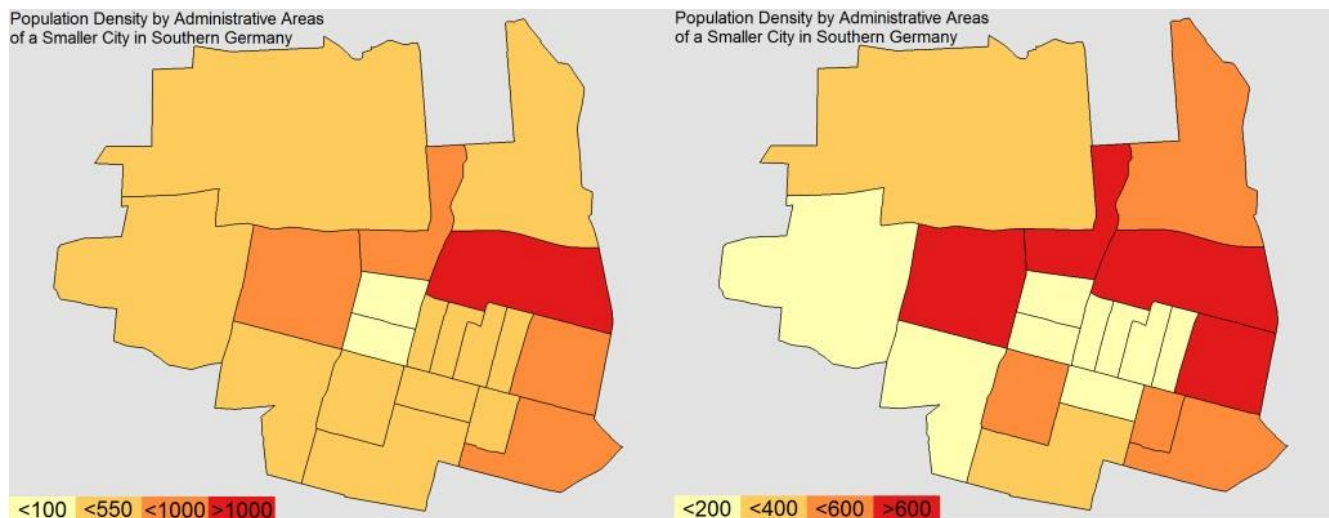 Population Density by Administrative Areas
of a Smaller City in Southern Germany
<100 <550 <1000 >1000
Population Density by Administrative Areas
of a Smaller City in Southern Germany
<200 <400 <600 >600